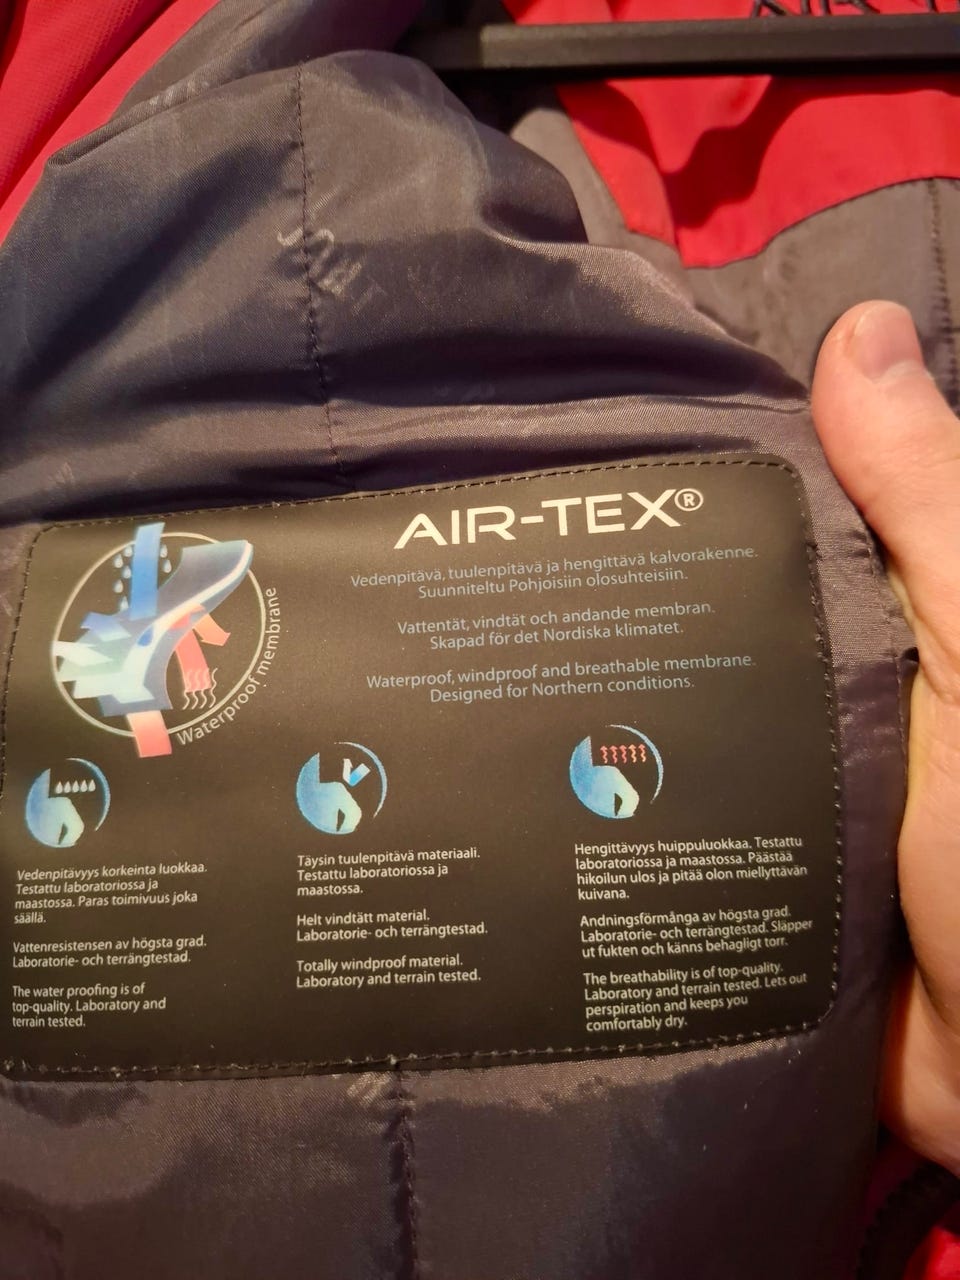 AIR-TEX®
Vedenpitävä, tuulenpitävä ja hengittävä kalvorakenne.
Suunniteltu Pohjoisiin olosuhteisiin.
Vattentät, vindtät och andande membran.
Skapad för det Nordiska klimatet.
Waterproof, windproof and breathable membrane.
Designed for Northern conditions.
Waterproof membrane
Vedenpitävyys korkeinta luokkaa.
Testattu laboratoriossa ja
maastossa. Paras toimivuus joka
säällä.
Vattenresistensen av högsta grad.
Laboratorie- och terrängtestad.
The water proofing is of
top-quality. Laboratory and
terrain tested.
Täysin tuulenpitävä materiaali.
Testattu laboratoriossa ja
maastossa.
Helt vindtätt material.
Laboratorie- och terrängtestad.
Totally windproof material.
Laboratory and terrain tested.
Hengittävyys huippuluokkaa. Testattu
laboratoriossa ja maastossa. Päästää
hikoilun ulos ja pitää olon miellyttävän
kuivana.
Andningsförmånga av högsta grad.
Laboratorie- och terrängtestad. Släpper
ut fukten och känns behagligt torr.
The breathability is of top-quality.
Laboratory and terrain tested. Lets out
perspiration and keeps you
comfortably dry.